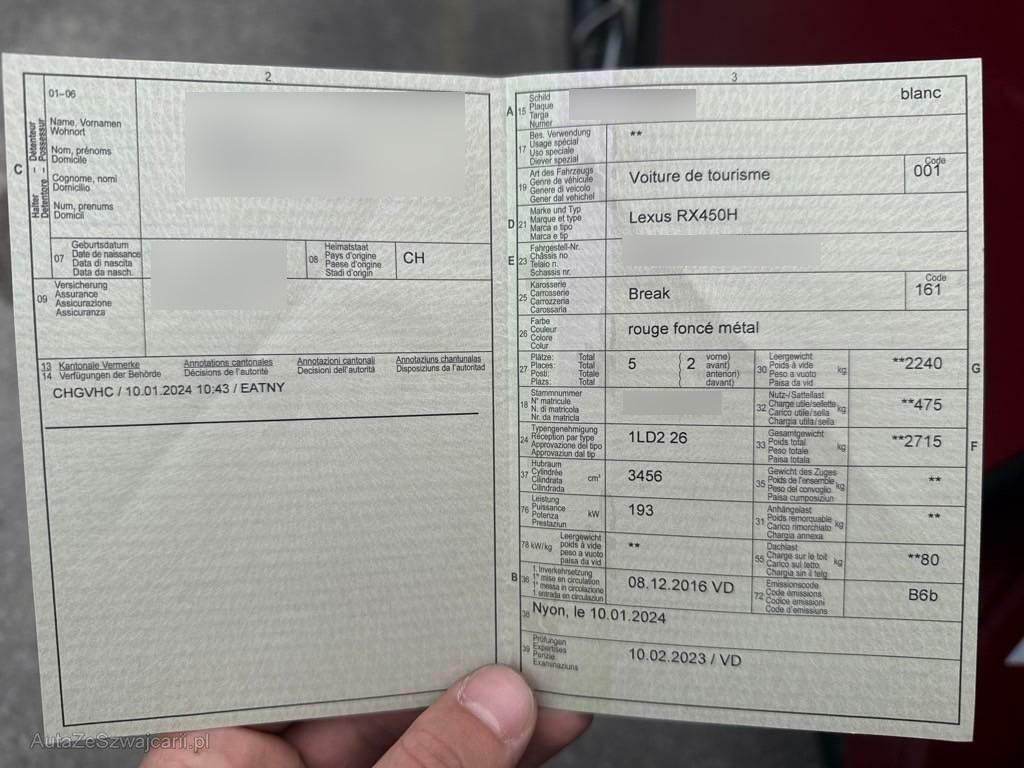 2
01–06
Halter – Détenteur
Detentore – Possessur
C
Name, Vornamen
Wohnort
Nom, prénoms
Domicile
Cognome, nomi
Domicilio
Num, prenums
Domicil
07
Geburtsdatum
Date de naissance
Data di nascita
Data da nasch.
08
Heimatstaat
Pays d'origine
Paese d'origine
Stadi d'origin
CH
09
Versicherung
Assurance
Assicurazione
Assicuranza
13 Kantonale Vermerke Annotations cantonales Annotazioni cantonali Annotaziuns chantunalas
14 Verfügungen der Behörde Décisions de l'autorité Decisioni dell'autorità Disposiziuns da l'autoritad
CHGVHC / 10.01.2024 10:43 / EATNY
3
A 15
Schild
Plaque
Targa
Numer
blanc
17
Bes. Verwendung
Usage spécial
Uso speciale
Diever spezial
**
19
Art des Fahrzeugs
Genre de véhicule
Genere di veicolo
Gener dal vehichel
Voiture de tourisme
Code
001
D 21
Marke und Typ
Marque et type
Marca e tipo
Marca e tip
Lexus RX450H
E 23
Fahrgestell-Nr.
Châssis no
Telaio n.
Schassis nr.
25
Karosserie
Carrosserie
Carrozzeria
Carossaria
Break
Code
161
26
Farbe
Couleur
Colore
Colur
rouge foncé métal
27
Plätze: Total
Places: Total
Posti: Totale
Plazs: Total
5
2
vorne)
avant)
anteriori)
davant)
30
Leergewicht
Poids à vide
Peso a vuoto
Paisa da vid
kg
**2240
G
18
Stammnummer
N° matricule
N. di matricola
Nr. da matricla
32
Nutz-/Sattellast
Charge utile/sellette
Carico utile/sella
Chargia utila/sella
kg
**475
24
Typengenehmigung
Réception par type
Approvazione del tipo
Approvaziun dal tip
1LD2 26
33
Gesamtgewicht
Poids total
Peso totale
Paisa totala
kg
**2715
F
37
Hubraum
Cylindrée
Cilindrata
Cilindrada
cm³
3456
35
Gewicht des Zuges
Poids de l'ensemble
Peso del convoglio
Paisa cumposiziun
kg
**
76
Leistung
Puissance
Potenza
Prestaziun
kW
193
31
Anhängelast
Poids remorquable
Carico rimorchiato
Chargia annexa
kg
**
78 kW/kg
Leergewicht
poids à vide
peso a vuoto
paisa da vid
**
55
Dachlast
Charge sur le toit
Carico sul tetto
Chargia sin il tetg
kg
**80
B 36
1. Inverkehrsetzung
1re mise en circulation
1a messa in circolazione
1. entrada en circulaziun
08.12.2016 VD
72
Emissionscode
Code émissions
Codice emissioni
Code d'emissiuns
B6b
38
Nyon, le 10.01.2024
39
Prüfungen
Expertises
Perizie
Examinaziuns
10.02.2023 / VD
AutaZeSzwajcarii.pl